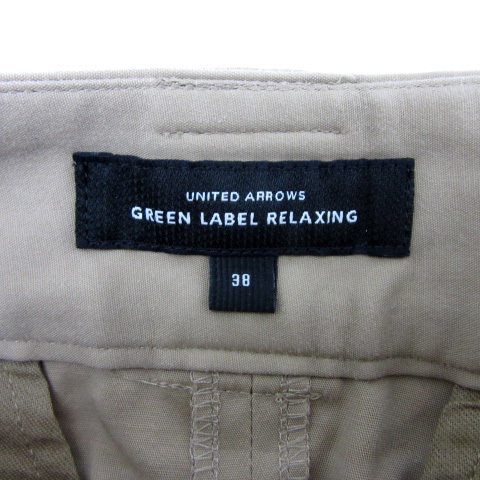 UNITED ARROWS
GREEN LABEL RELAXING
38